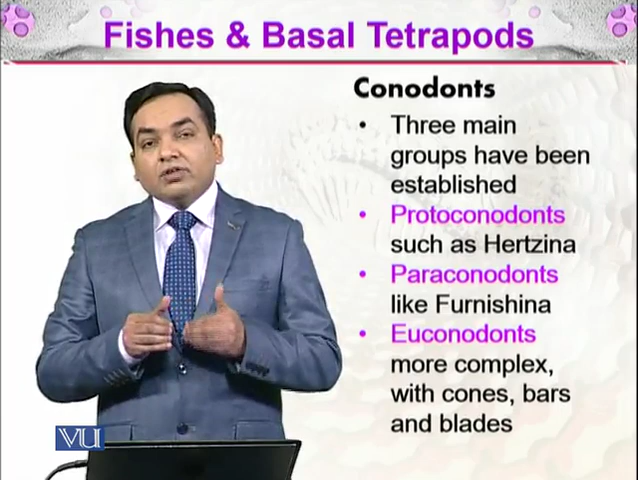 Fishes & Basal Tetrapods
Conodonts
• Three main
groups have been
established
• Protoconodonts
such as Hertzina
• Paraconodonts
like Furnishina
• Euconodonts
more complex,
with cones, bars
and blades
VU